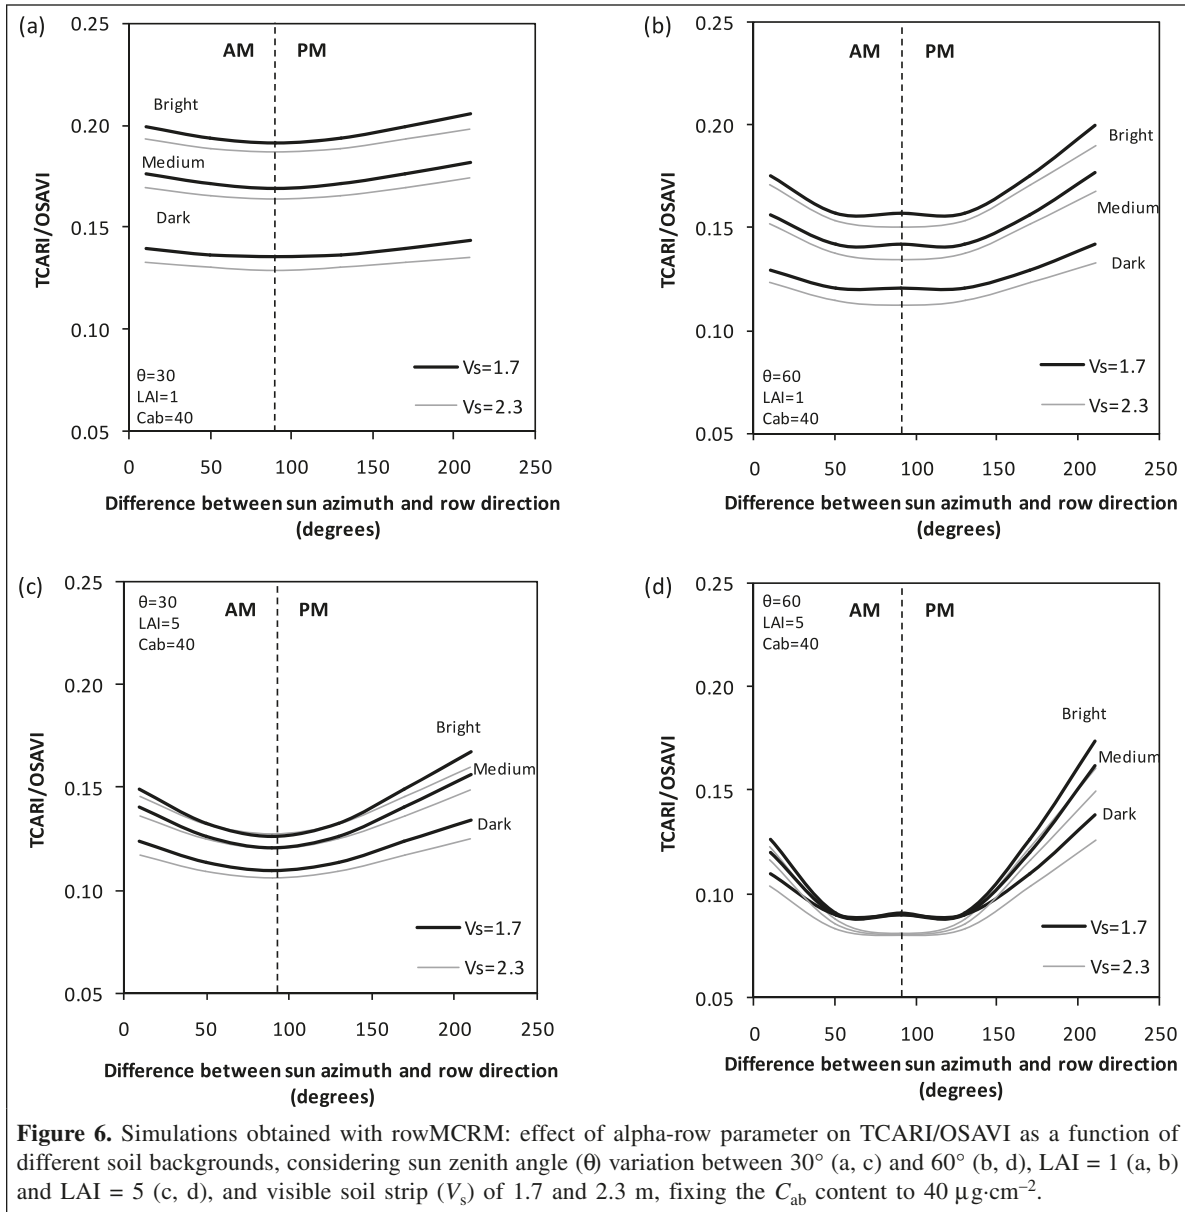 (a)
0.25
0.20
0.15
0.10
0.05
TCARI/OSAVI
AM PM
Bright
Medium
Dark
θ=30
LAI=1
Cab=40
Vs=1.7
Vs=2.3
0 50 100 150 200 250
Difference between sun azimuth and row direction
(degrees)
(b)
0.25
0.20
0.15
0.10
0.05
TCARI/OSAVI
AM PM
Bright
Medium
Dark
θ=60
LAI=1
Cab=40
Vs=1.7
Vs=2.3
0 50 100 150 200 250
Difference between sun azimuth and row direction
(degrees)
(c)
0.25
0.20
0.15
0.10
0.05
TCARI/OSAVI
θ=30
LAI=5
Cab=40
AM PM
Bright
Medium
Dark
Vs=1.7
Vs=2.3
0 50 100 150 200 250
Difference between sun azimuth and row direction
(degrees)
(d)
0.25
0.20
0.15
0.10
0.05
TCARI/OSAVI
θ=60
LAI=5
Cab=40
AM PM
Bright
Medium
Dark
Vs=1.7
Vs=2.3
0 50 100 150 200 250
Difference between sun azimuth and row direction
(degrees)
Figure 6. Simulations obtained with rowMCRM: effect of alpha-row parameter on TCARI/OSAVI as a function of
different soil backgrounds, considering sun zenith angle (θ) variation between 30° (a, c) and 60° (b, d), LAI = 1 (a, b)
and LAI = 5 (c, d), and visible soil strip (Vs) of 1.7 and 2.3 m, fixing the Cab content to 40 μg·cm−2.